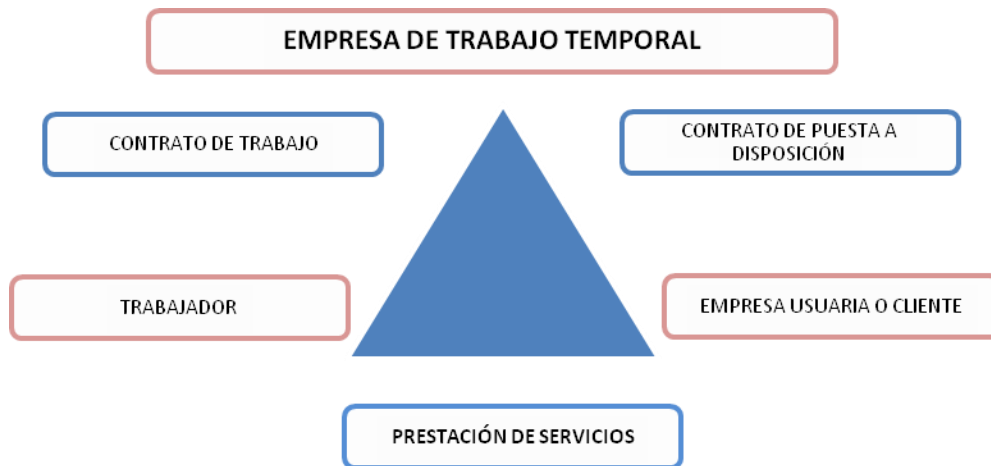 EMPRESA DE TRABAJO TEMPORAL
CONTRATO DE TRABAJO
CONTRATO DE PUESTA A
DISPOSICIÓN
TRABAJADOR
EMPRESA USUARIA O CLIENTE
PRESTACIÓN DE SERVICIOS